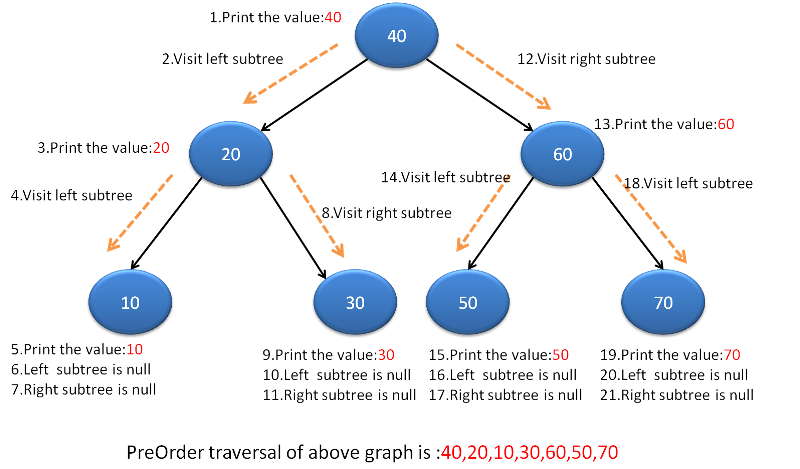 1.Print the value:40
40
2.Visit left subtree
12.Visit right subtree
13.Print the value:60
3.Print the value:20
20
60
4.Visit left subtree
8.Visit right subtree
14.Visit left subtree
18.Visit left subtree
10
30
50
70
5.Print the value:10
6.Left subtree is null
7.Right subtree is null
9.Print the value:30
10.Left subtree is null
11.Right subtree is null
15.Print the value:50
16.Left subtree is null
17.Right subtree is null
19.Print the value:70
20.Left subtree is null
21.Right subtree is null
PreOrder traversal of above graph is :40,20,10,30,60,50,70